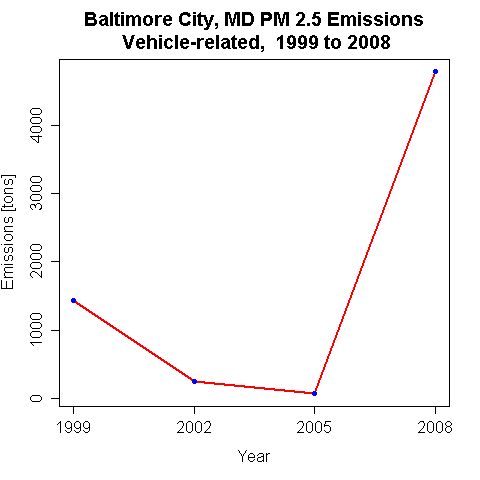 Baltimore City, MD PM 2.5 Emissions
Vehicle-related,  1999 to 2008
Emissions [tons]
4000
3000
2000
1000
0
1999 2002 2005 2008
Year